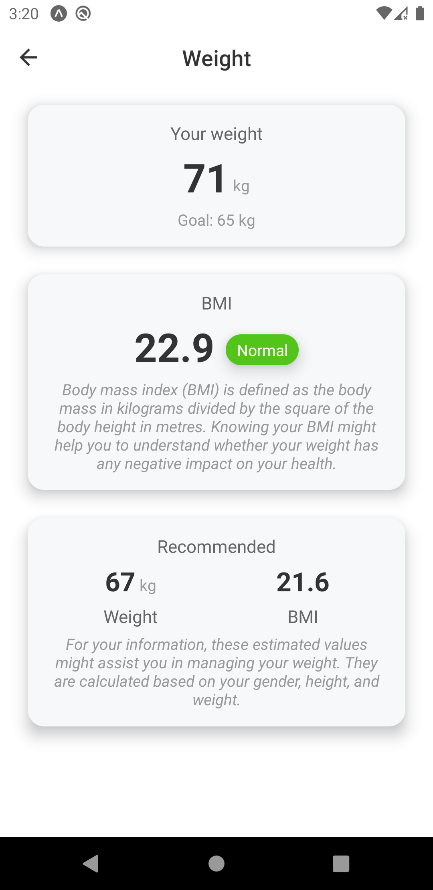 3:20
Weight
Your weight
71 kg
Goal: 65 kg
BMI
22.9 Normal
Body mass index (BMI) is defined as the body
mass in kilograms divided by the square of the
body height in metres. Knowing your BMI might
help you to understand whether your weight has
any negative impact on your health.
Recommended
67 kg 21.6
Weight BMI
For your information, these estimated values
might assist you in managing your weight. They
are calculated based on your gender, height, and
weight.